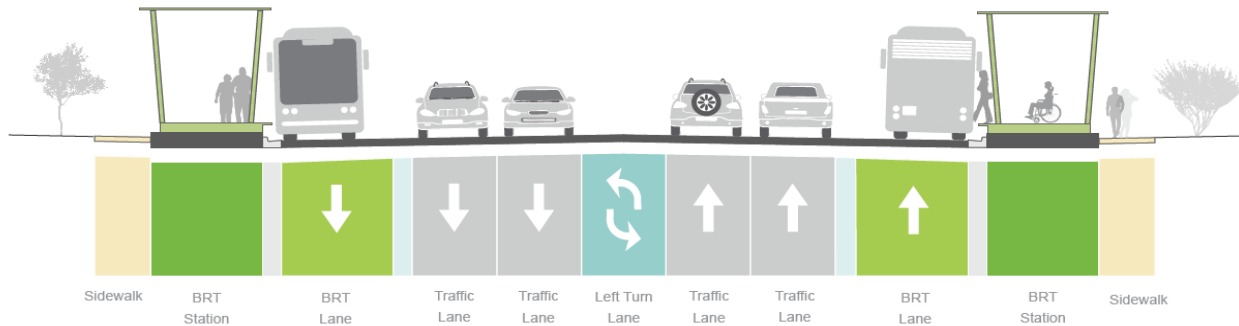 Sidewalk
BRT
Station
BRT
Lane
Traffic
Lane
Traffic
Lane
Left Turn
Lane
Traffic
Lane
Traffic
Lane
BRT
Lane
BRT
Station
Sidewalk